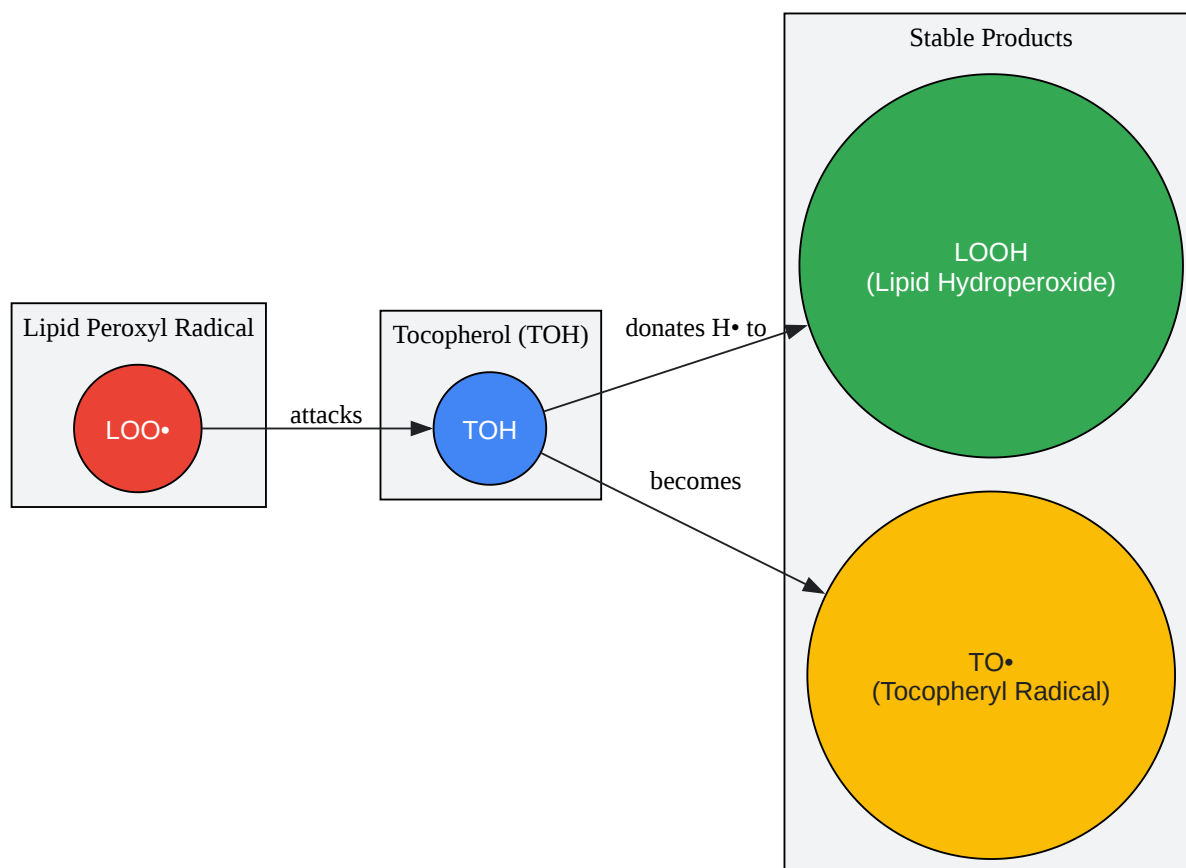 Stable Products
LOOH
(Lipid Hydroperoxide)
Lipid Peroxyl Radical
LOO•
attacks
Tocopherol (TOH)
TOH
donates H• to
becomes
TO•
(Tocopheryl Radical)